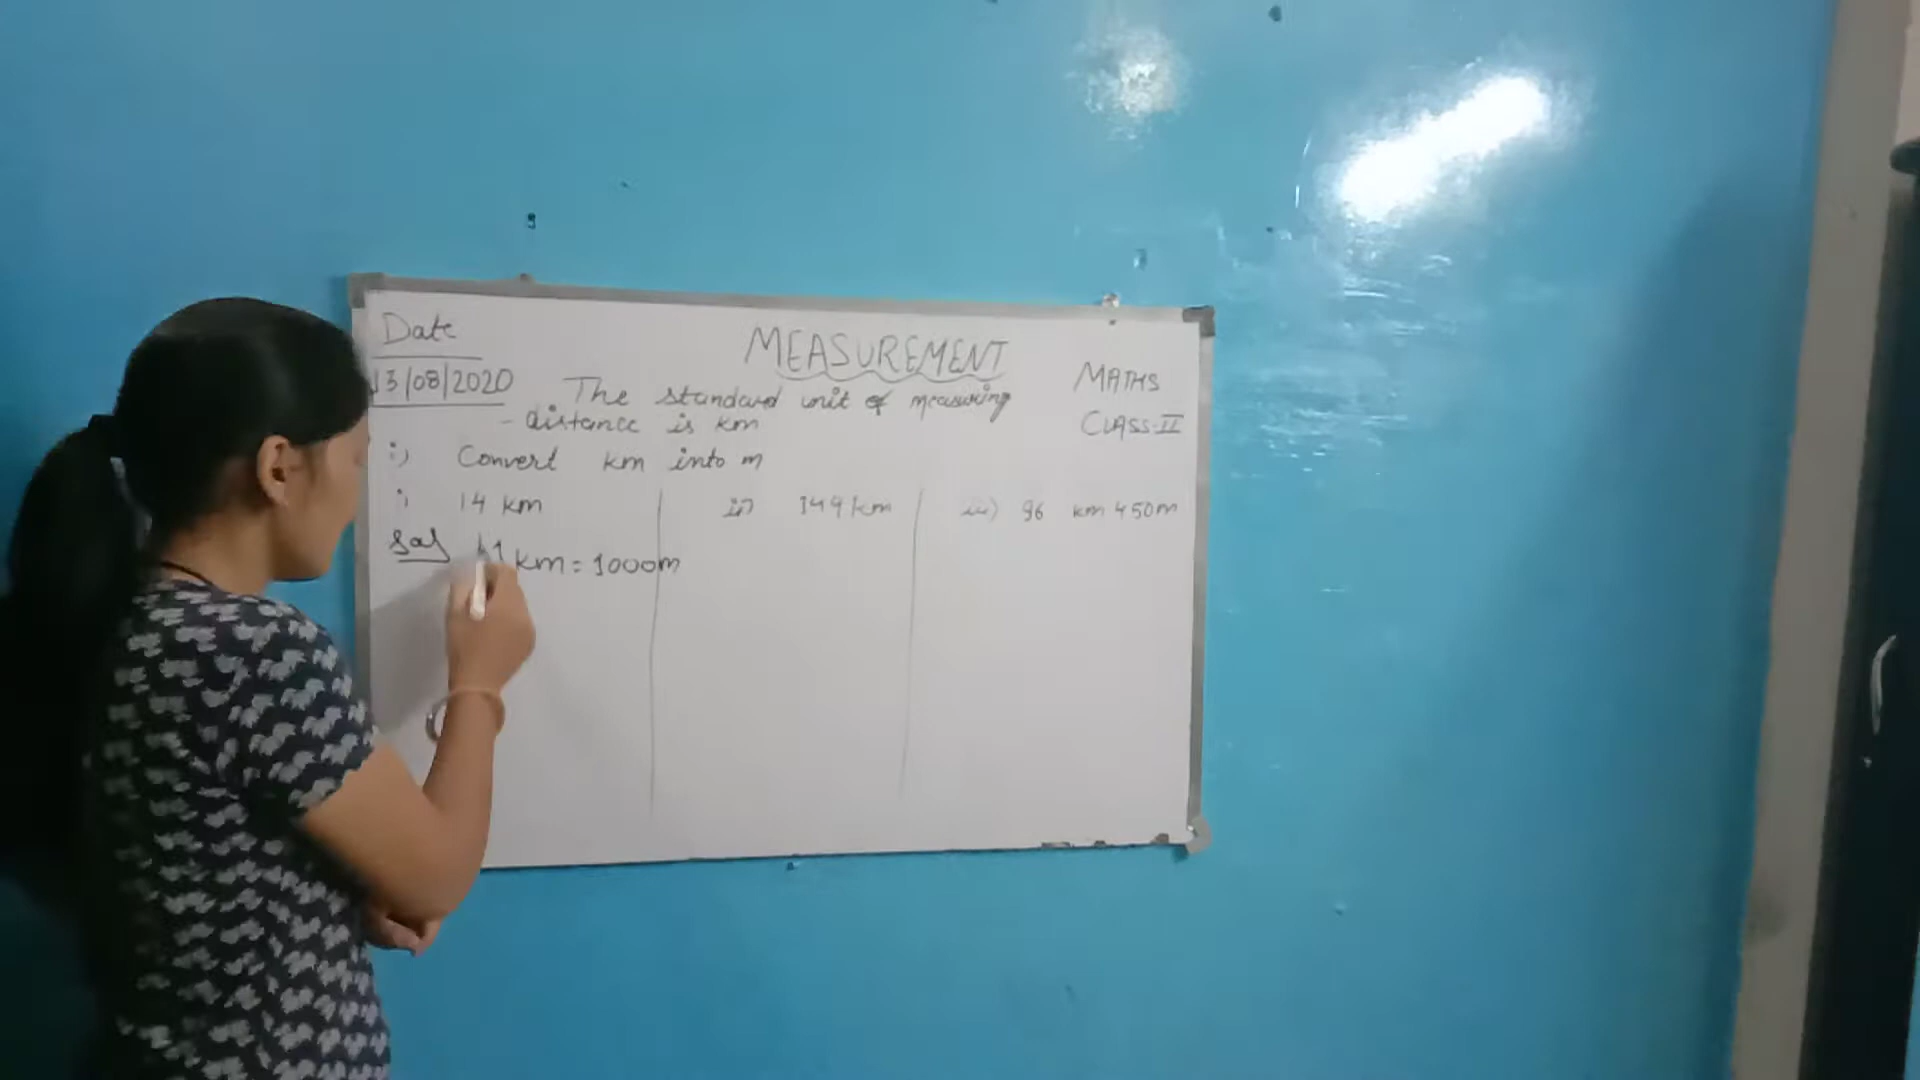 Date
MEASUREMENT
13/08/2020
The standard unit of measuring
- distance is km
MATHS
CLASS-II
Convert km into m
14 km
ii) 149 km
iii) 96 km 450m
Sol
1 km = 1000m